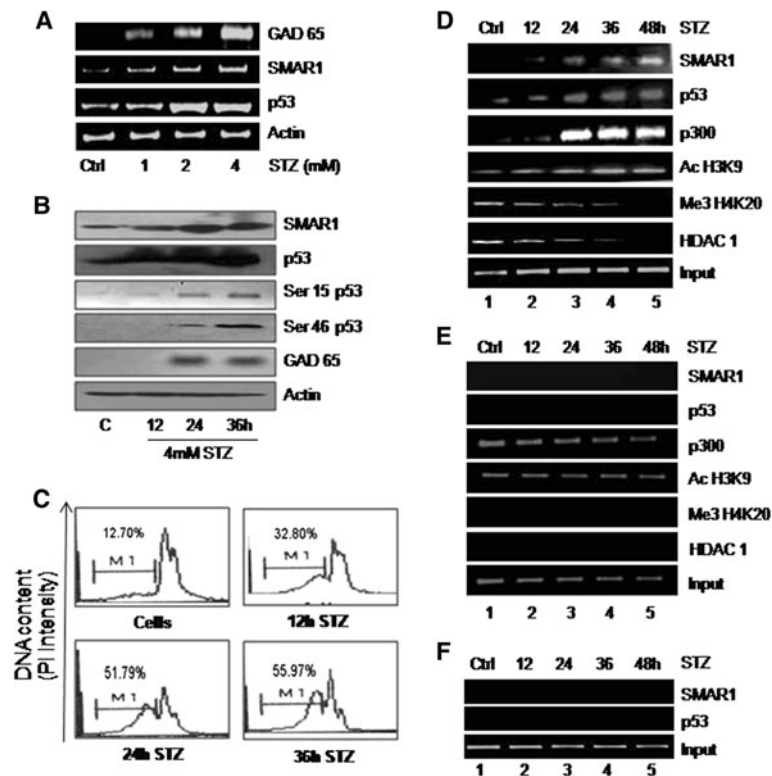 A
GAD 65
SMAR1
p53
Actin
Ctrl 1 2 4 STZ (mM)
B
SMAR1
p53
Ser 15 p53
Ser 46 p53
GAD 65
Actin
C 12 24 36h
4mM STZ
C
DNA content
(PI Intensity)
12.70%
M 1
Cells
32.80%
M 1
12h STZ
51.79%
M 1
24h STZ
55.97%
M 1
36h STZ
D
Ctrl 12 24 36 48h STZ
SMAR1
p53
p300
Ac H3K9
Me3 H4K20
HDAC 1
Input
1 2 3 4 5
E
Ctrl 12 24 36 48h STZ
SMAR1
p53
p300
Ac H3K9
Me3 H4K20
HDAC 1
Input
1 2 3 4 5
F
Ctrl 12 24 36 48h STZ
SMAR1
p53
Input
1 2 3 4 5